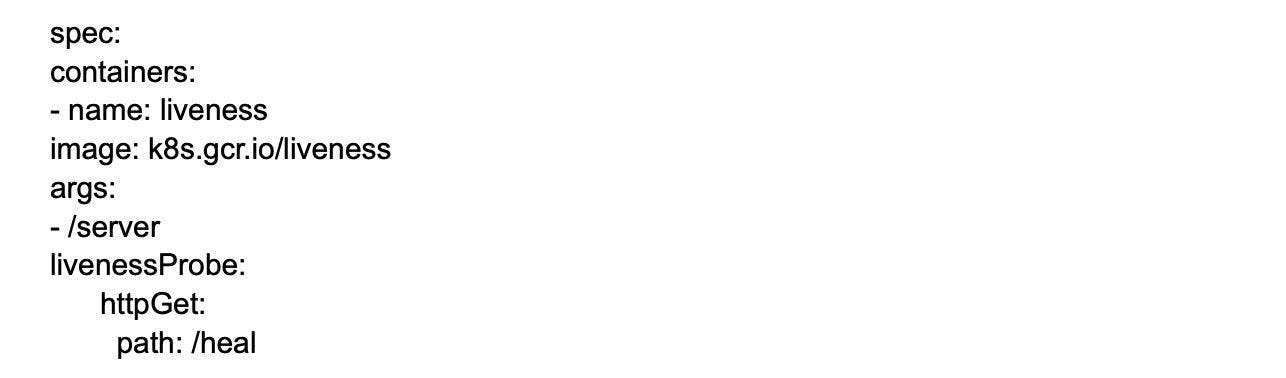 spec:
containers:
- name: liveness
image: k8s.gcr.io/liveness
args:
- /server
livenessProbe:
httpGet:
path: /heal